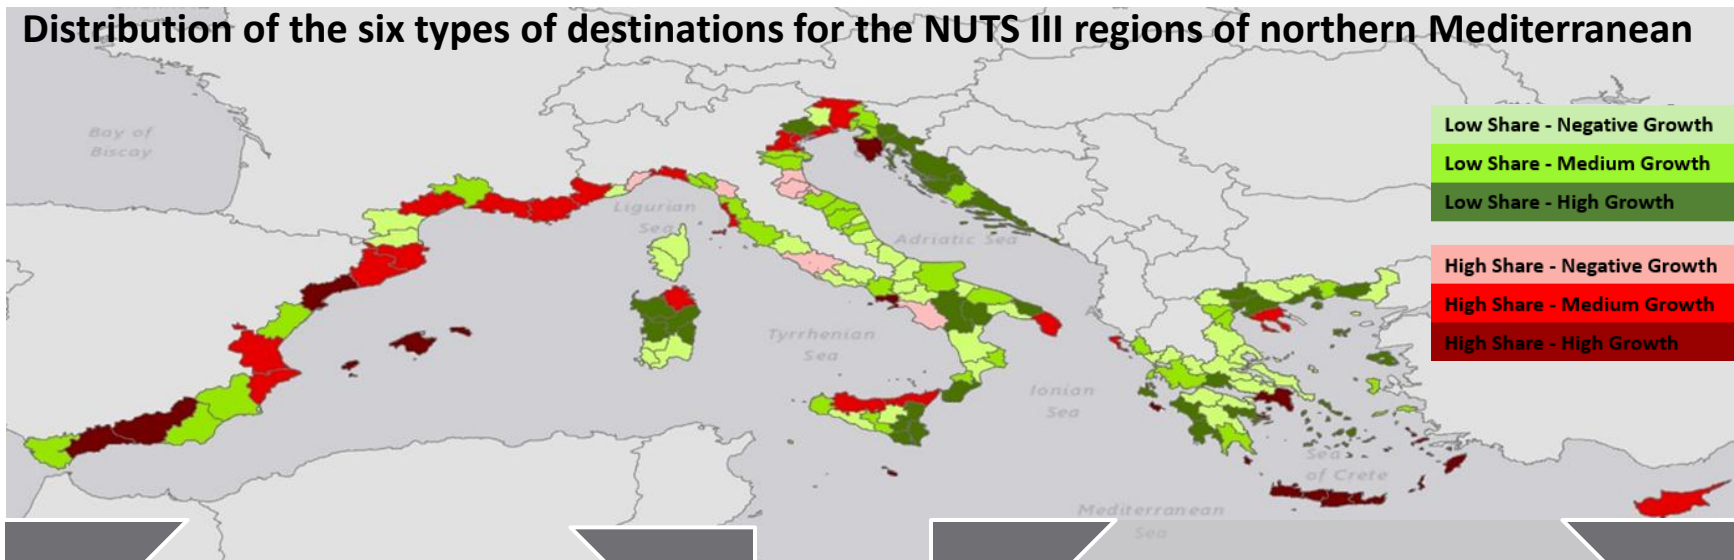 Distribution of the six types of destinations for the NUTS III regions of northern Mediterranean
Bay of
Biscay
Low Share - Negative Growth
Low Share - Medium Growth
Low Share - High Growth
Ligurian
Sea
Adriatic Sea
High Share - Negative Growth
High Share - Medium Growth
High Share - High Growth
Tyrrhenian
Sea
Ionian
Sea
Sea
of Crete
Mediterranean
Sea